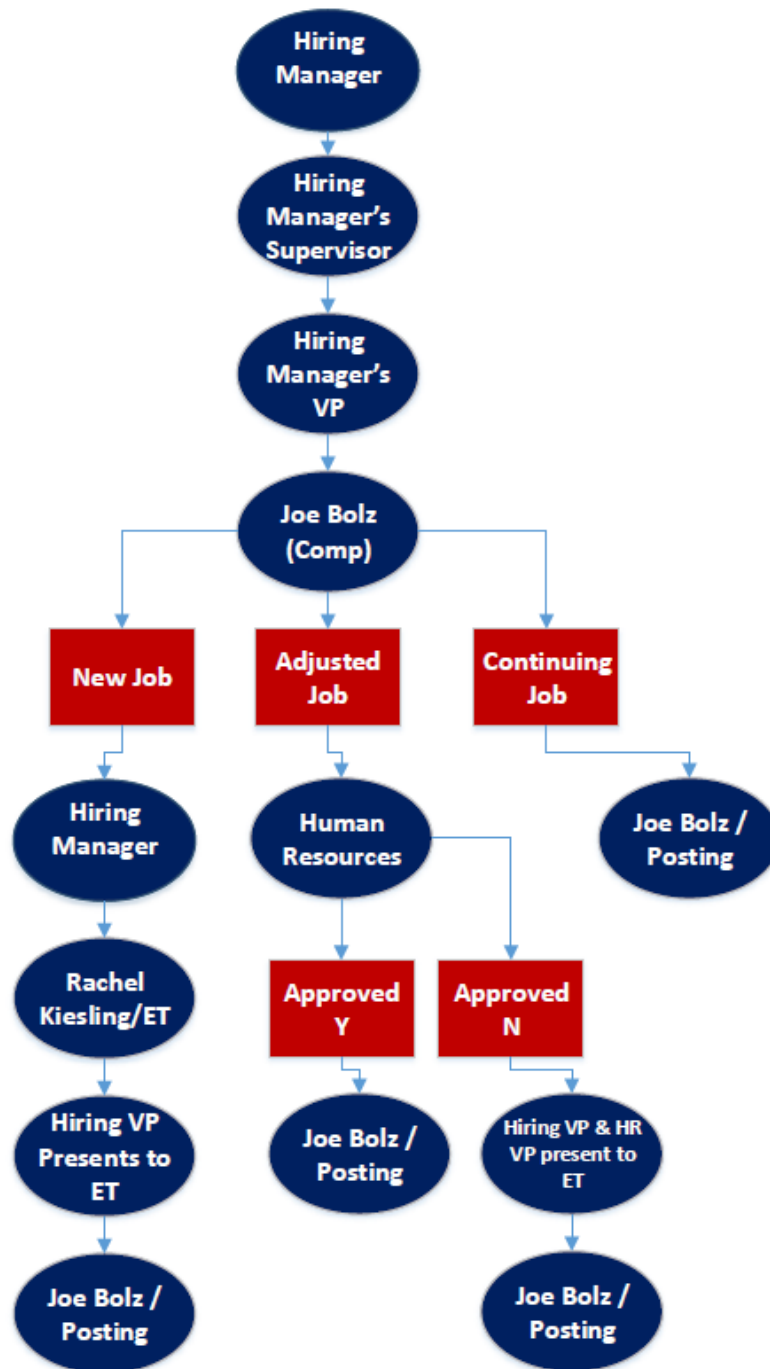 Hiring
Manager
Hiring
Manager's
Supervisor
Hiring
Manager's
VP
Joe Bolz
(Comp)
New Job
Adjusted
Job
Continuing
Job
Hiring
Manager
Human
Resources
Joe Bolz /
Posting
Rachel
Kiesling/ET
Approved
Y
Approved
N
Hiring VP
Presents to
ET
Joe Bolz /
Posting
Hiring VP & HR
VP present to
ET
Joe Bolz /
Posting
Joe Bolz /
Posting